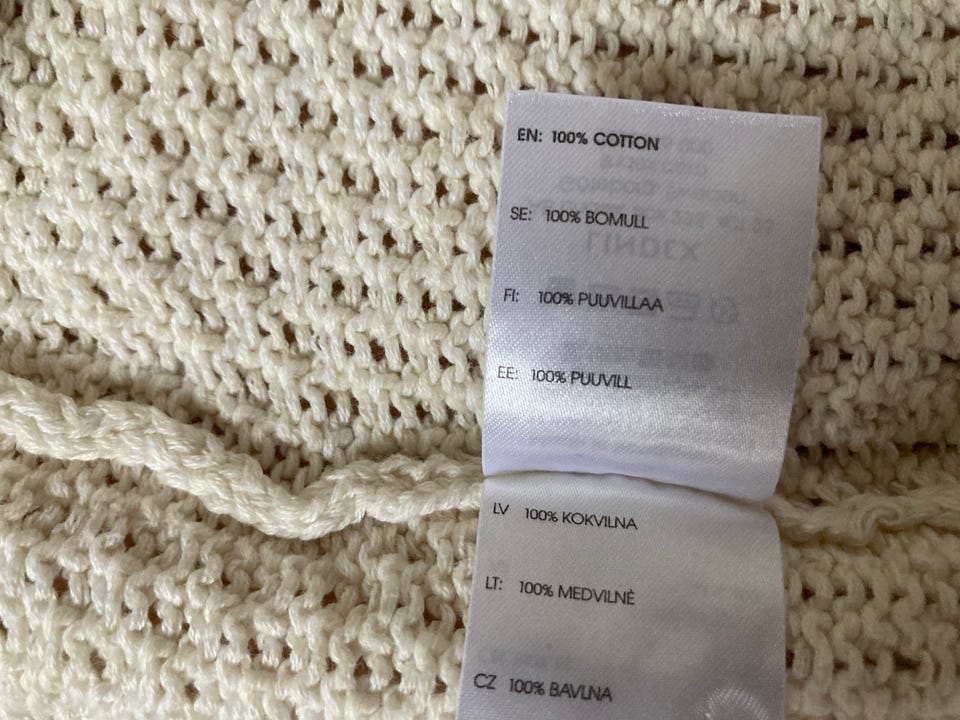 EN: 100% COTTON
SE: 100% BOMULL
FI: 100% PUUVILLAA
EE: 100% PUUVILL
LV 100% KOKVILNA
LT: 100% MEDVILNĖ
CZ 100% BAVLNA
LINDEX